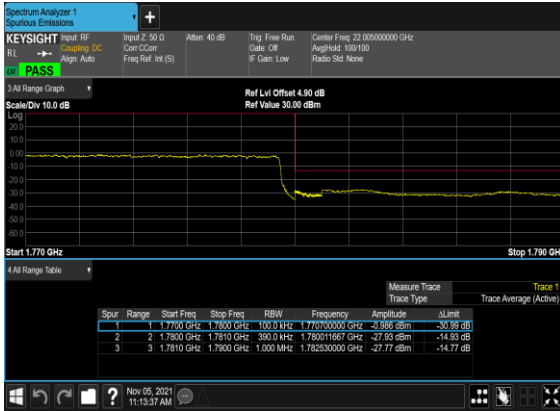 Spectrum Analyzer 1
Spurious Emissions
+
KEYSIGHT
Input: RF
Coupling: DC
Align: Auto
Input Z: 50 Ω
Corr CCorr
Freq Ref: Int (S)
Atten: 40 dB
Trig: Free Run
Gate: Off
IF Gain: Low
Center Freq: 22.005000000 GHz
Avg|Hold: 100/100
Radio Std: None
RL
PASS
3 All Range Graph
Scale/Div 10.0 dB
Ref Lvl Offset 4.90 dB
Ref Value 30.00 dBm
Log
20.0
10.0
0.00
-10.0
-20.0
-30.0
-40.0
-50.0
-60.0
Start 1.770 GHz
Stop 1.790 GH
4 All Range Table
Measure Trace Trace 1
Trace Type Trace Average (Active)
Spur Range Start Freq Stop Freq RBW Frequency Amplitude ΔLimit
1 1 1.7700 GHz 1.7800 GHz 100.0 kHz 1.770700000 GHz -0.986 dBm -30.99 dB
2 2 1.7800 GHz 1.7810 GHz 390.0 kHz 1.780011667 GHz -27.93 dBm -14.93 dB
3 3 1.7810 GHz 1.7900 GHz 1.000 MHz 1.782530000 GHz -27.77 dBm -14.77 dB
?
Nov 05, 2021
11:13:37 AM